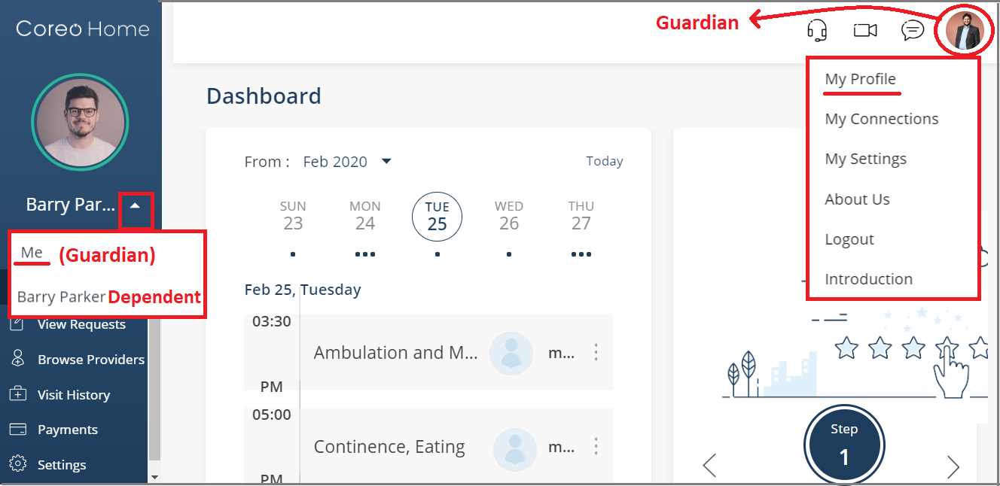 Coreo Home
Guardian
My Profile
My Connections
My Settings
About Us
Logout
Introduction
Dashboard
From : Feb 2020
Today
SUN MON TUE WED THU
23 24 25 26 27
Barry Par...
Me (Guardian)
Barry Parker Dependent
View Requests
Browse Providers
Visit History
Payments
Settings
Feb 25, Tuesday
03:30
Ambulation and M... m...
PM
05:00
Continence, Eating m...
PM
Step
1